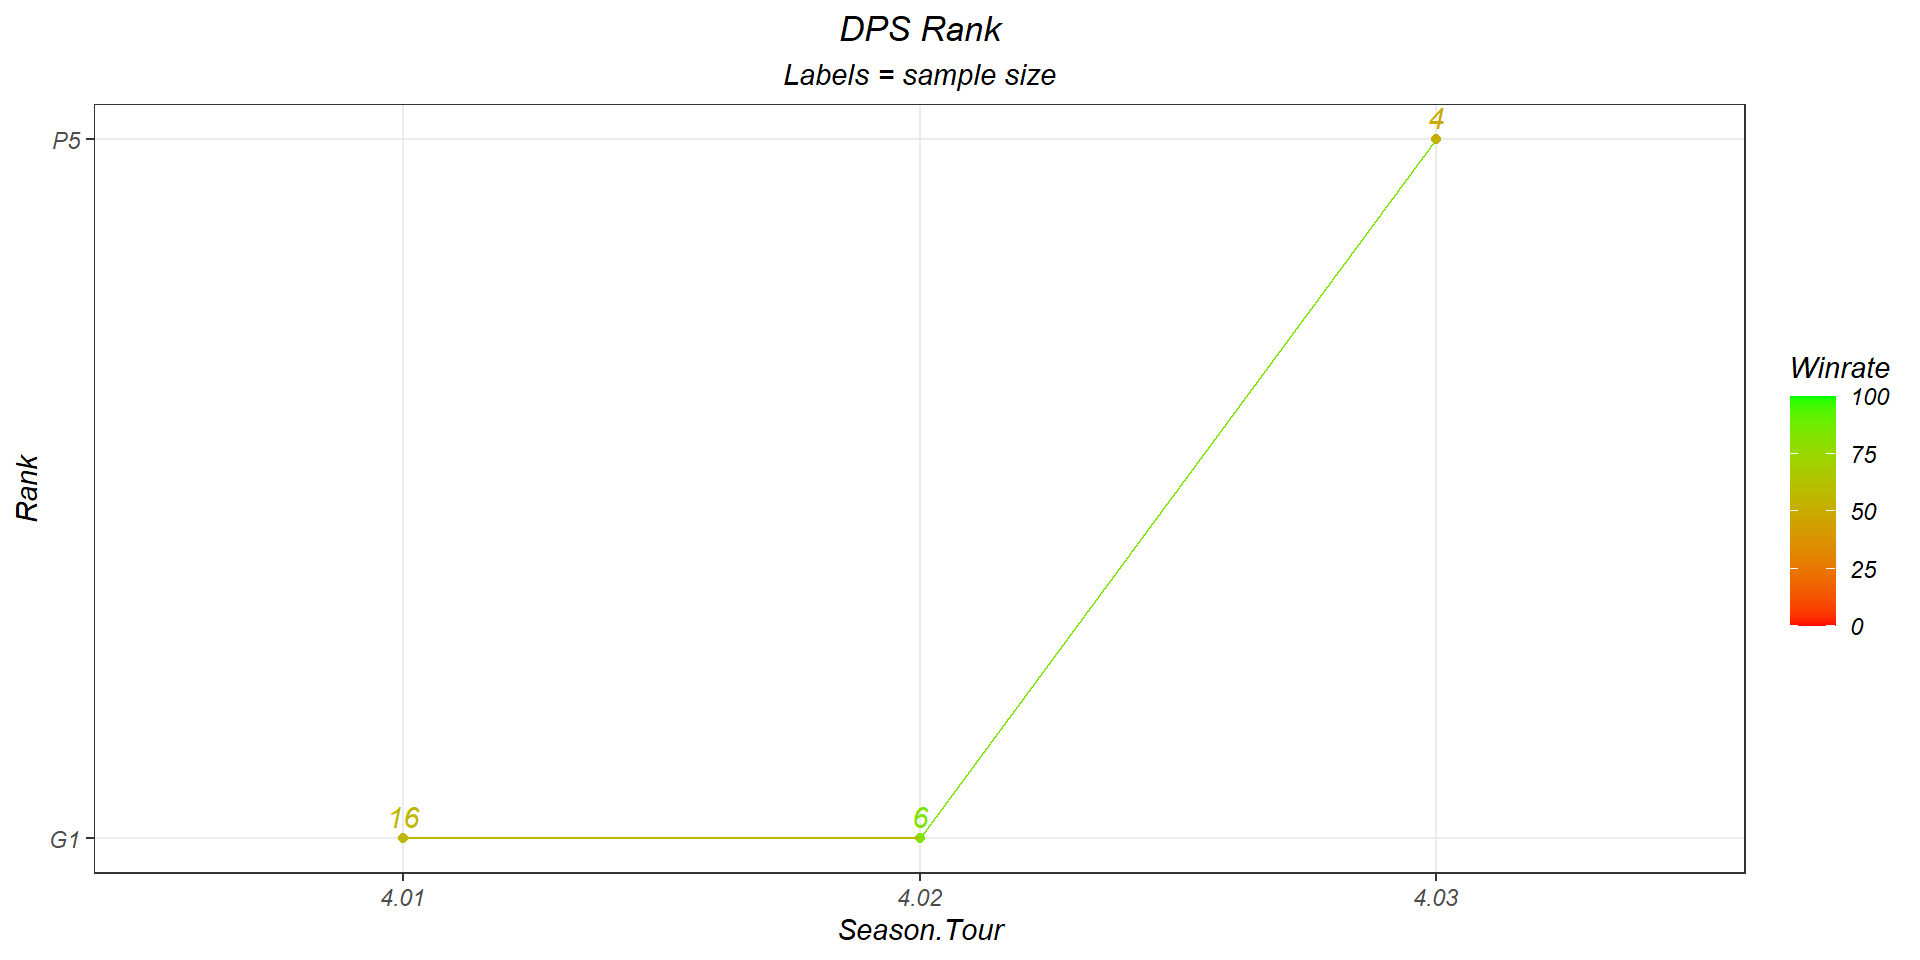 DPS Rank
Labels = sample size
P5
4
Winrate
100
75
50
25
0
Rank
16
6
G1
4.01
4.02
4.03
Season.Tour